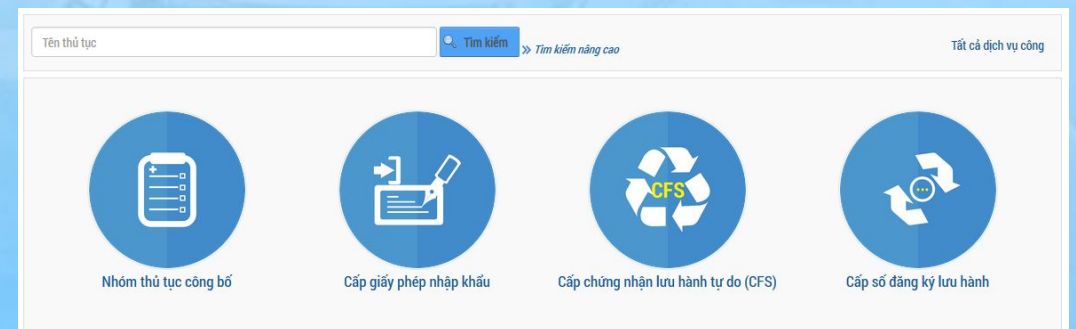 Tên thủ tục
Tìm kiếm
» Tìm kiếm nâng cao
Tất cả dịch vụ công
CFS
Nhóm thủ tục công bố
Cấp giấy phép nhập khẩu
Cấp chứng nhận lưu hành tự do (CFS)
Cấp số đăng ký lưu hành